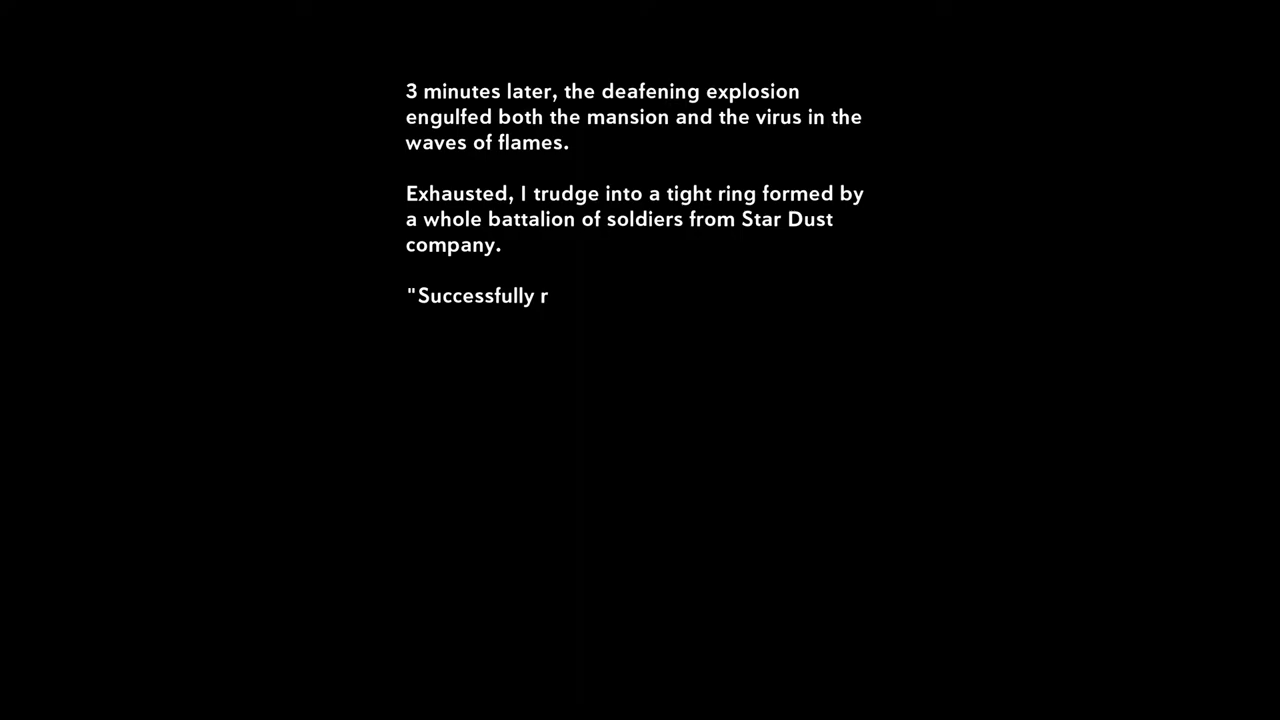 3 minutes later, the deafening explosion
engulfed both the mansion and the virus in the
waves of flames.
Exhausted, I trudge into a tight ring formed by
a whole battalion of soldiers from Star Dust
company.
"Successfully r